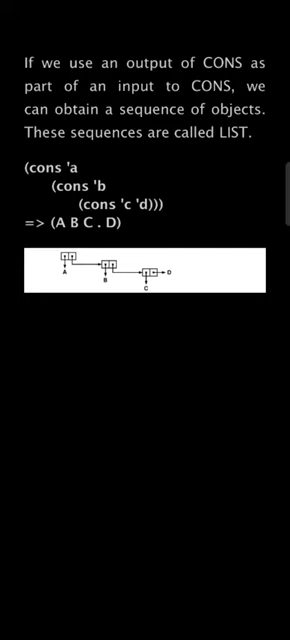 If we use an output of CONS as
part of an input to CONS, we
can obtain a sequence of objects.
These sequences are called LIST.
(cons 'a
(cons 'b
(cons 'c 'd)))
=> (A B C . D)
A
B
C
D